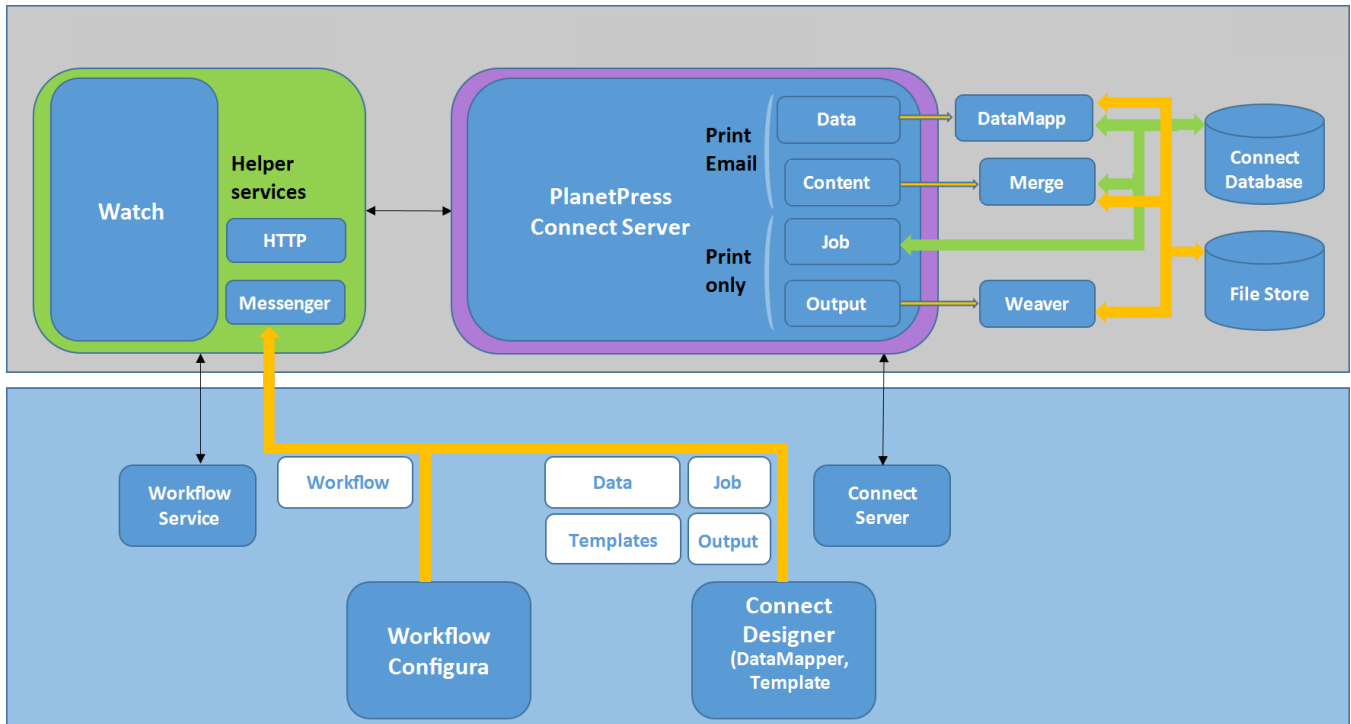 Watch
Helper
services
HTTP
Messenger
PlanetPress
Connect Server
Print
Email
Print
only
Data
Content
Job
Output
DataMapp
Merge
Weaver
Connect
Database
File Store
Workflow
Service
Workflow
Data
Job
Templates
Output
Connect
Server
Workflow
Configura
Connect
Designer
(DataMapper,
Template